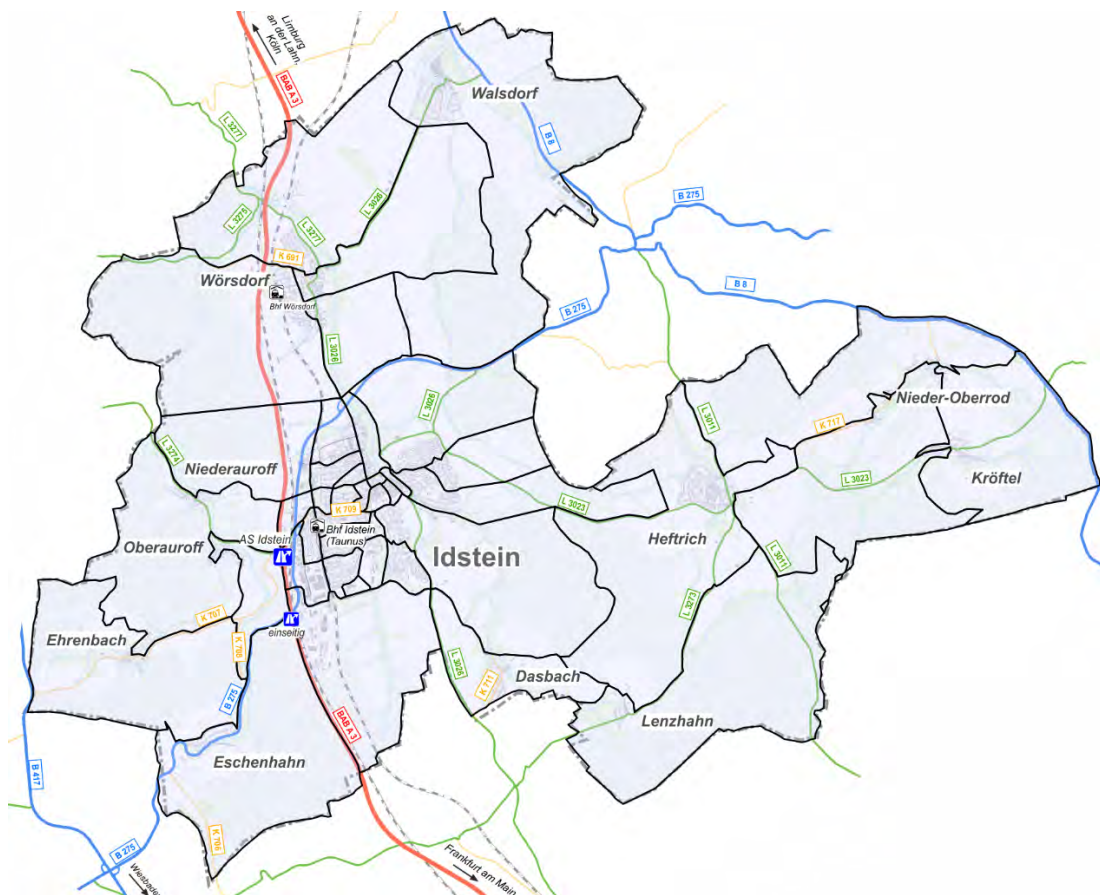 Limburg
an der Lahn,
Köln
BAB A 3
Walsdorf
L 3277
B 8
B 275
L 3026
L 3275
L 3277
K 691
Wörsdorf
Bhf Wörsdorf
B 275
B 8
L 3026
L 3026
L 3011
Nieder-Oberrod
K 717
L 3274
Niederauroff
L 3023
Kröftel
L 3023
K 709
Bhf Idstein
(Taunus)
AS Idstein
Oberauroff
Idstein
Heftrich
L 3011
L 3273
K 707
einseitig
Ehrenbach
K 706
L 3026
K 711
Dasbach
B 275
BAB A 3
Lenzhahn
Eschenhahn
B 417
K 706
B 275
Wiesbaden
Frankfurt am Main